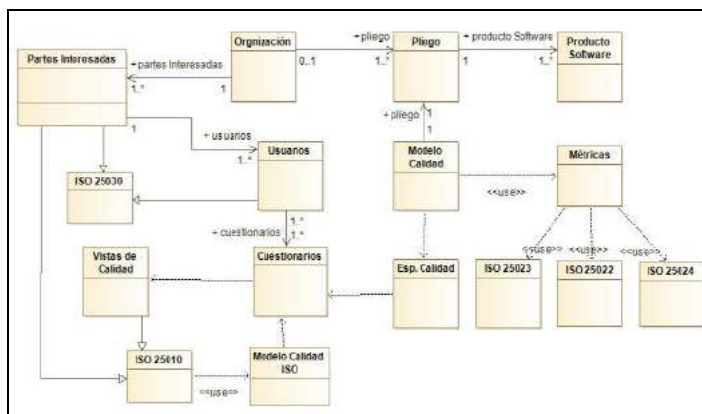 Orgnización
+ pliego
0..1
1..*
Pliego
+ producto Software
1
1..*
Producto
Software
Partes Interesadas
+ partes Interesadas
1..*
1
1
+ usuarios
1..*
Usuarios
+ pliego
1
1
Modelo
Calidad
Métricas
<<use>>
ISO 25030
1..*
1..*
+ cuestionarios
Vistas de
Calidad
Cuestionarios
Esp. Calidad
<<use>>
<<use>>
<<use>>
ISO 25023
ISO 25022
ISO 25024
ISO 25010
<<use>>
Modelo Calidad
ISO